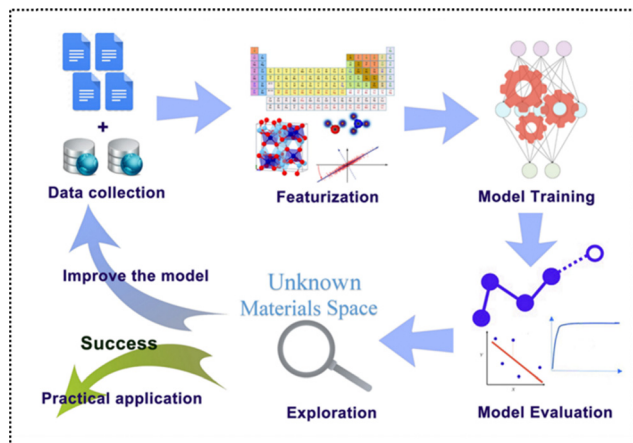 +
Data collection
Featurization
Model Training
Improve the model
Unknown
Materials Space
Success
Practical application
Exploration
Model Evaluation